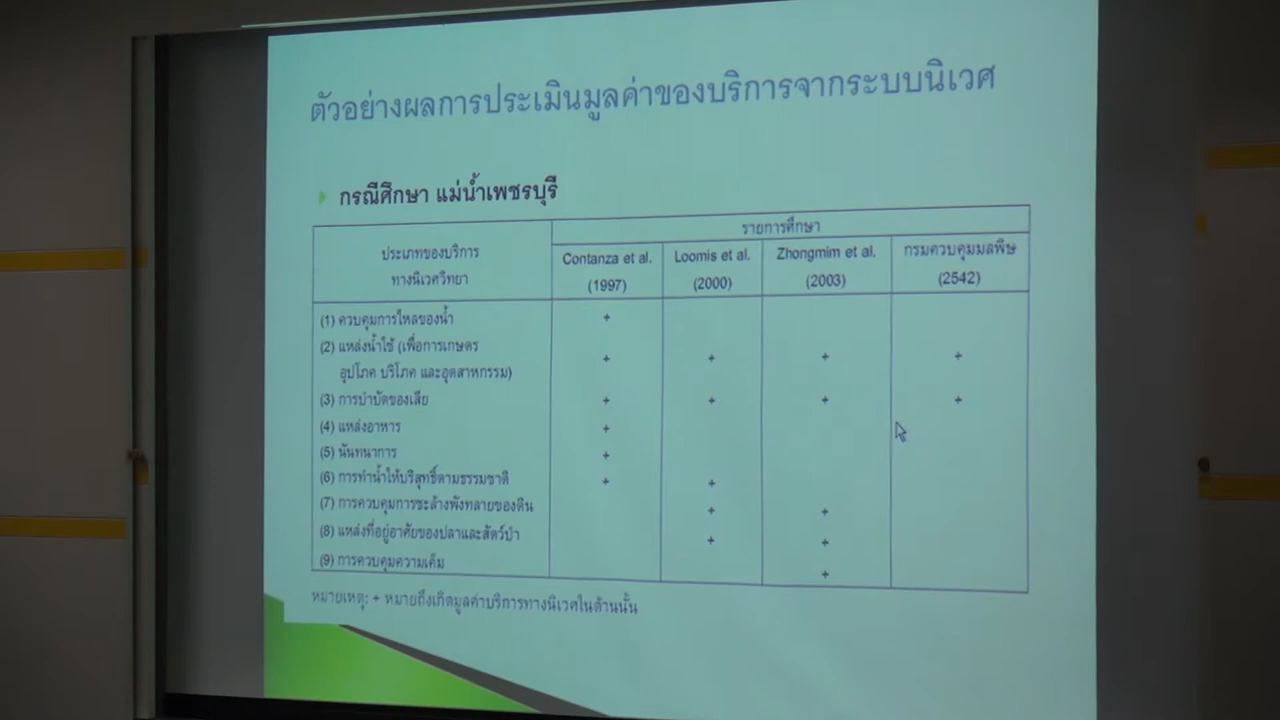 ตัวอย่างผลการประเมินมูลค่าของบริการจากระบบนิเวศ
กรณีศึกษา แม่น้ำเพชรบุรี
ประเภทของบริการ
ทางนิเวศวิทยา
รายการศึกษา
Contanza et al. Loomis et al. Zhongmim et al. กรมควบคุมมลพิษ
(1997) (2000) (2003) (2542)
(1) ควบคุมการไหลของน้ำ +
(2) แหล่งน้ำใช้ (เพื่อการเกษตร
อุปโภค บริโภค และอุตสาหกรรม) + + + +
(3) การบำบัดของเสีย + + + +
(4) แหล่งอาหาร +
(5) นันทนาการ +
(6) การทำน้ำให้บริสุทธิ์ตามธรรมชาติ + +
(7) การควบคุมการชะล้างพังทลายของดิน + +
(8) แหล่งที่อยู่อาศัยของปลาและสัตว์ป่า + +
(9) การควบคุมความเค็ม +
หมายเหตุ: + หมายถึงเกิดมูลค่าบริการทางนิเวศในด้านนั้น